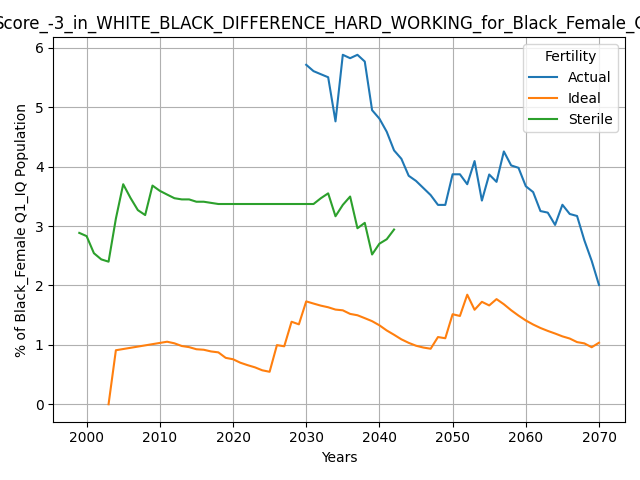 Score_-3_in_WHITE_BLACK_DIFFERENCE_HARD_WORKING_for_Black_Female_
Fertility
Actual
Ideal
Sterile
% of Black_Female Q1_IQ Population
6
5
4
3
2
1
0
2000 2010 2020 2030 2040 2050 2060 2070
Years